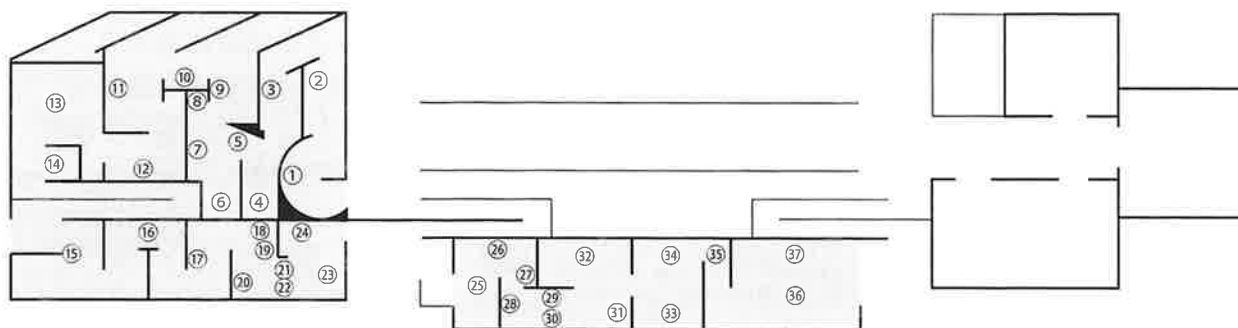 ⑩
③ ②
⑪ ⑨
⑧
⑬
⑤
⑦
⑭ ⑫ ①
⑥ ④
⑯ ⑱ ㉔
⑮ ⑰ ⑲
㉑ ㉓
⑳ ㉒
㉖ ㉜ ㉞ ㉟ ㊲
㉗
㉕ ㉙ ㊱
㉘ ㉚ ㉛ ㉝